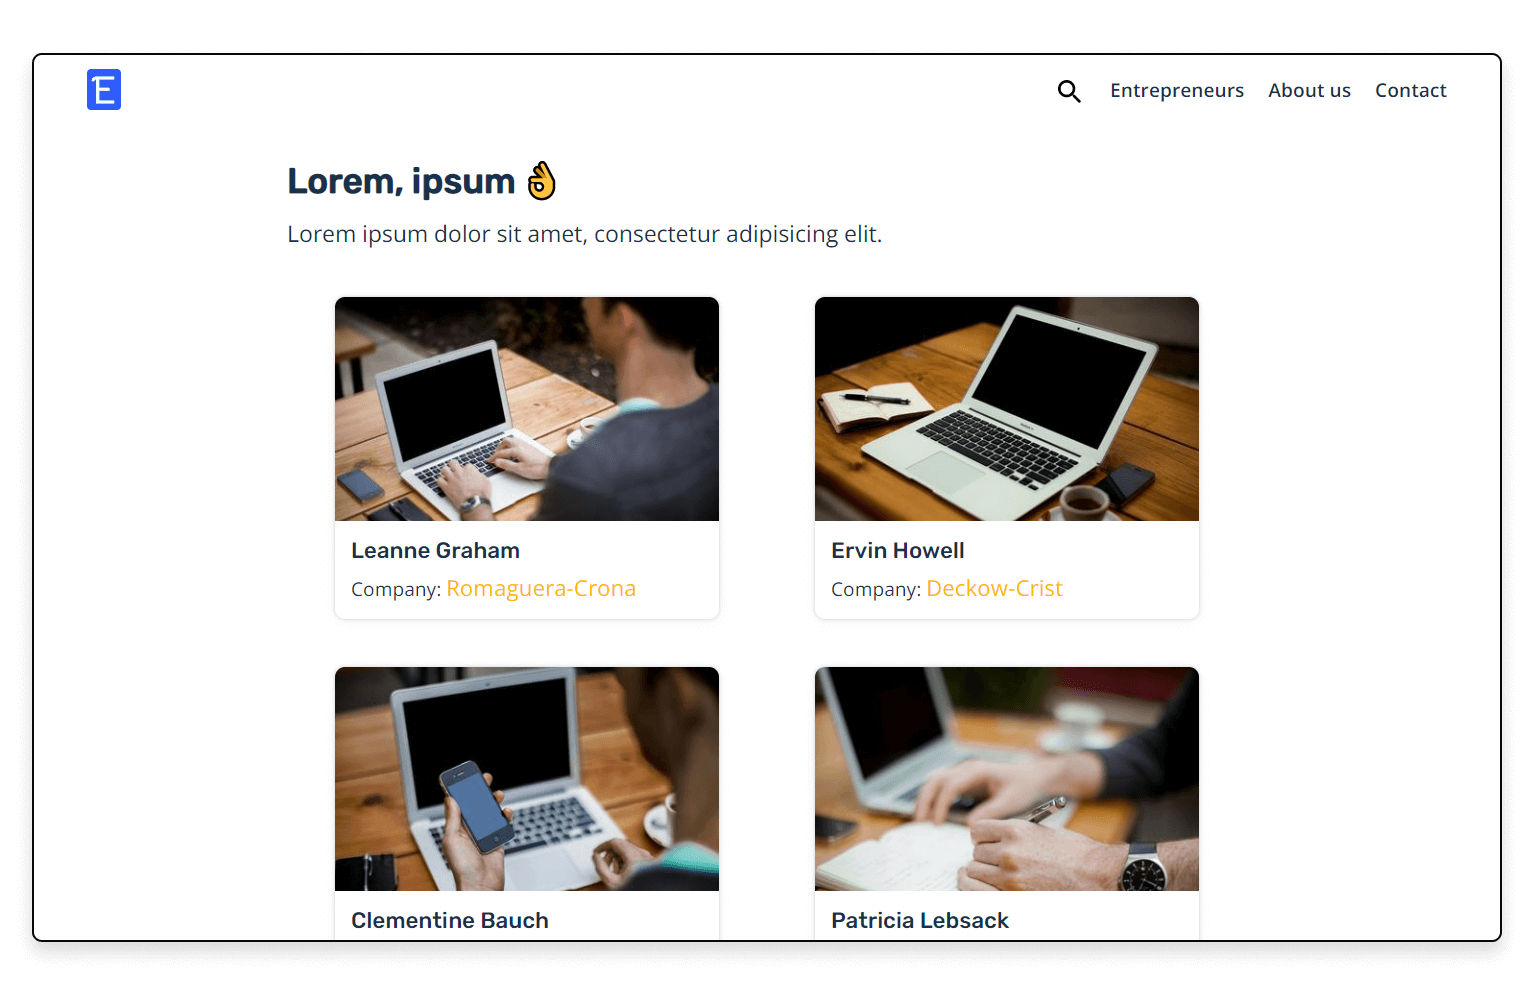 E
Entrepreneurs About us Contact
Lorem, ipsum 👌
Lorem ipsum dolor sit amet, consectetur adipisicing elit.
Leanne Graham
Company: Romaguera-Crona
Ervin Howell
Company: Deckow-Crist
Clementine Bauch
Patricia Lebsack